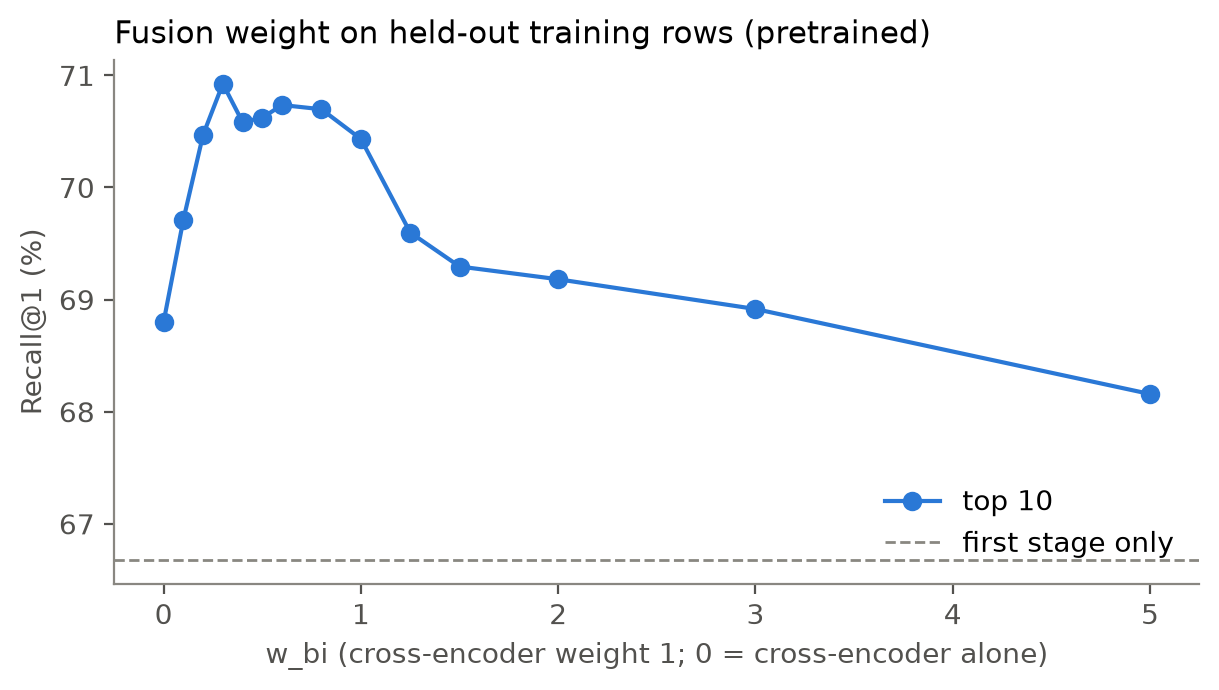 Fusion weight on held-out training rows (pretrained)
71
70
69
68
67
Recall@1 (%)
top 10
first stage only
0 1 2 3 4 5
w_bi (cross-encoder weight 1; 0 = cross-encoder alone)